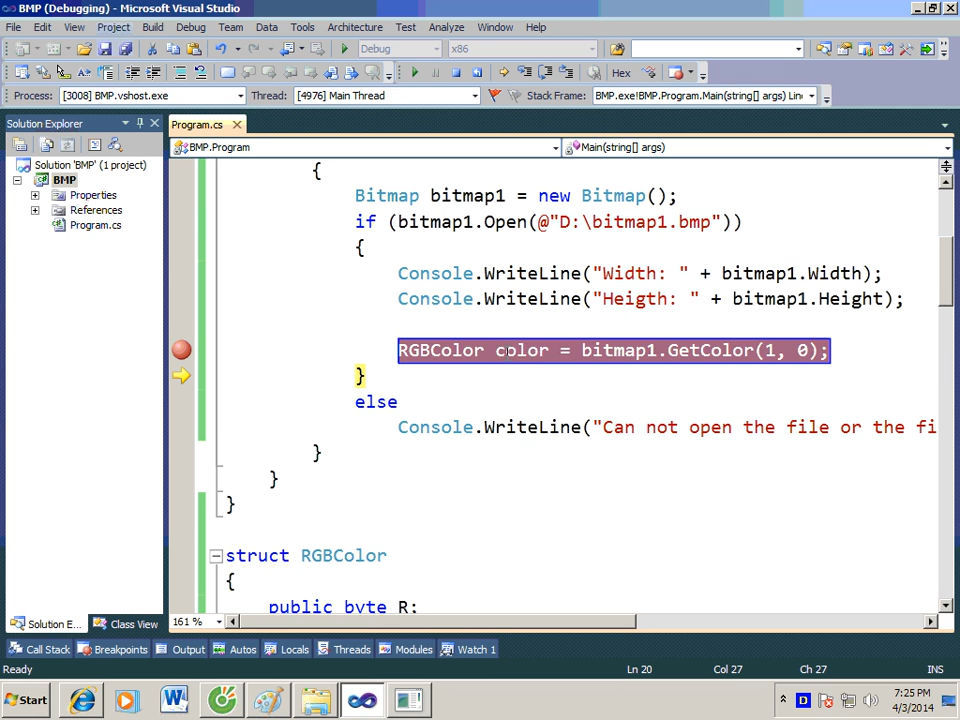 BMP (Debugging) - Microsoft Visual Studio
File Edit View Project Build Debug Team Data Tools Architecture Test Analyze Window Help
Debug x86
Hex
Process: [3008] BMP.vshost.exe Thread: [4976] Main Thread Stack Frame: BMP.exe!BMP.Program.Main(string[] args) Line
Solution Explorer
Program.cs
BMP.Program
Main(string[] args)
Solution 'BMP' (1 project)
BMP
Properties
References
Program.cs
{
Bitmap bitmap1 = new Bitmap();
if (bitmap1.Open(@"D:\bitmap1.bmp"))
{
Console.WriteLine("Width: " + bitmap1.Width);
Console.WriteLine("Heigth: " + bitmap1.Height);
RGBColor color = bitmap1.GetColor(1, 0);
}
else
Console.WriteLine("Can not open the file or the fi
}
}
}
struct RGBColor
{
public byte R;
161 %
Solution E... Class View
Call Stack Breakpoints Output Autos Locals Threads Modules Watch 1
Ready Ln 20 Col 27 Ch 27 INS
Start
D
7:25 PM
4/3/2014